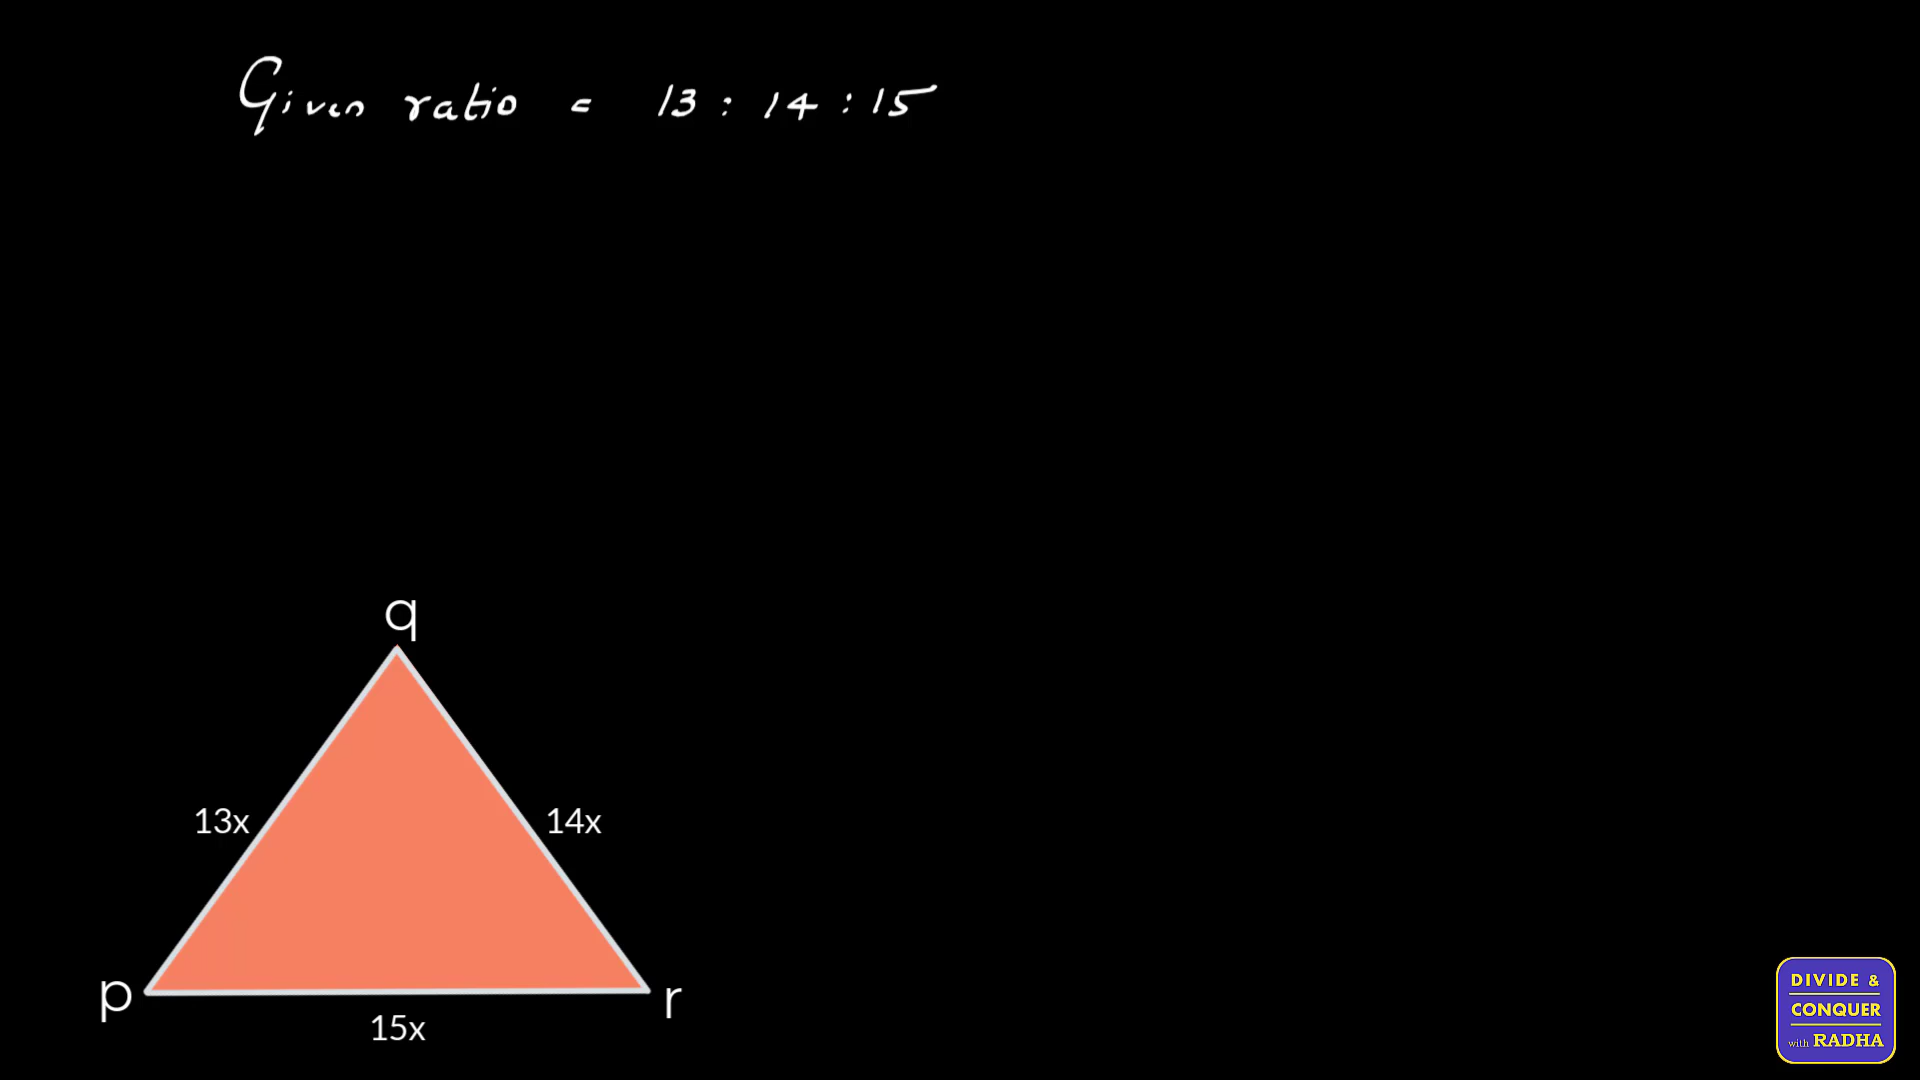 Given ratio = 13 : 14 : 15
q
13x
14x
p
r
15x
DIVIDE &
CONQUER
with RADHA